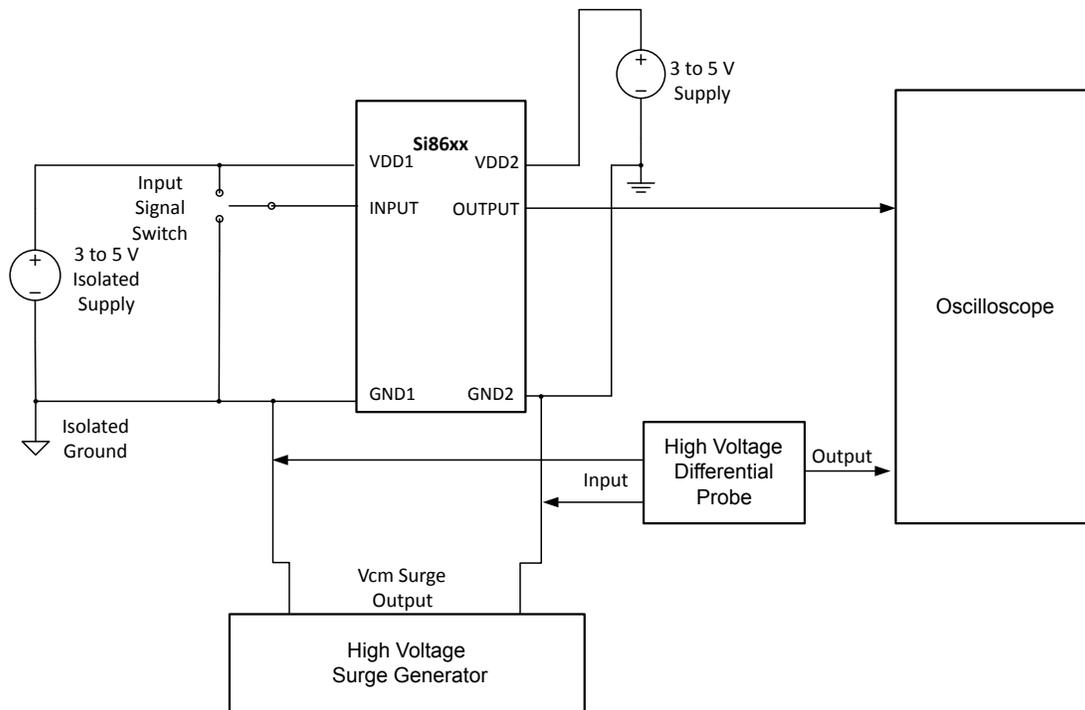 3 to 5 V
Supply
Si86xx
VDD1
VDD2
Input
Signal
Switch
INPUT
OUTPUT
+
−
+
−
3 to 5 V
Isolated
Supply
Oscilloscope
GND1
GND2
Isolated
Ground
High Voltage
Differential
Probe
Input
Output
Vcm Surge
Output
High Voltage
Surge Generator